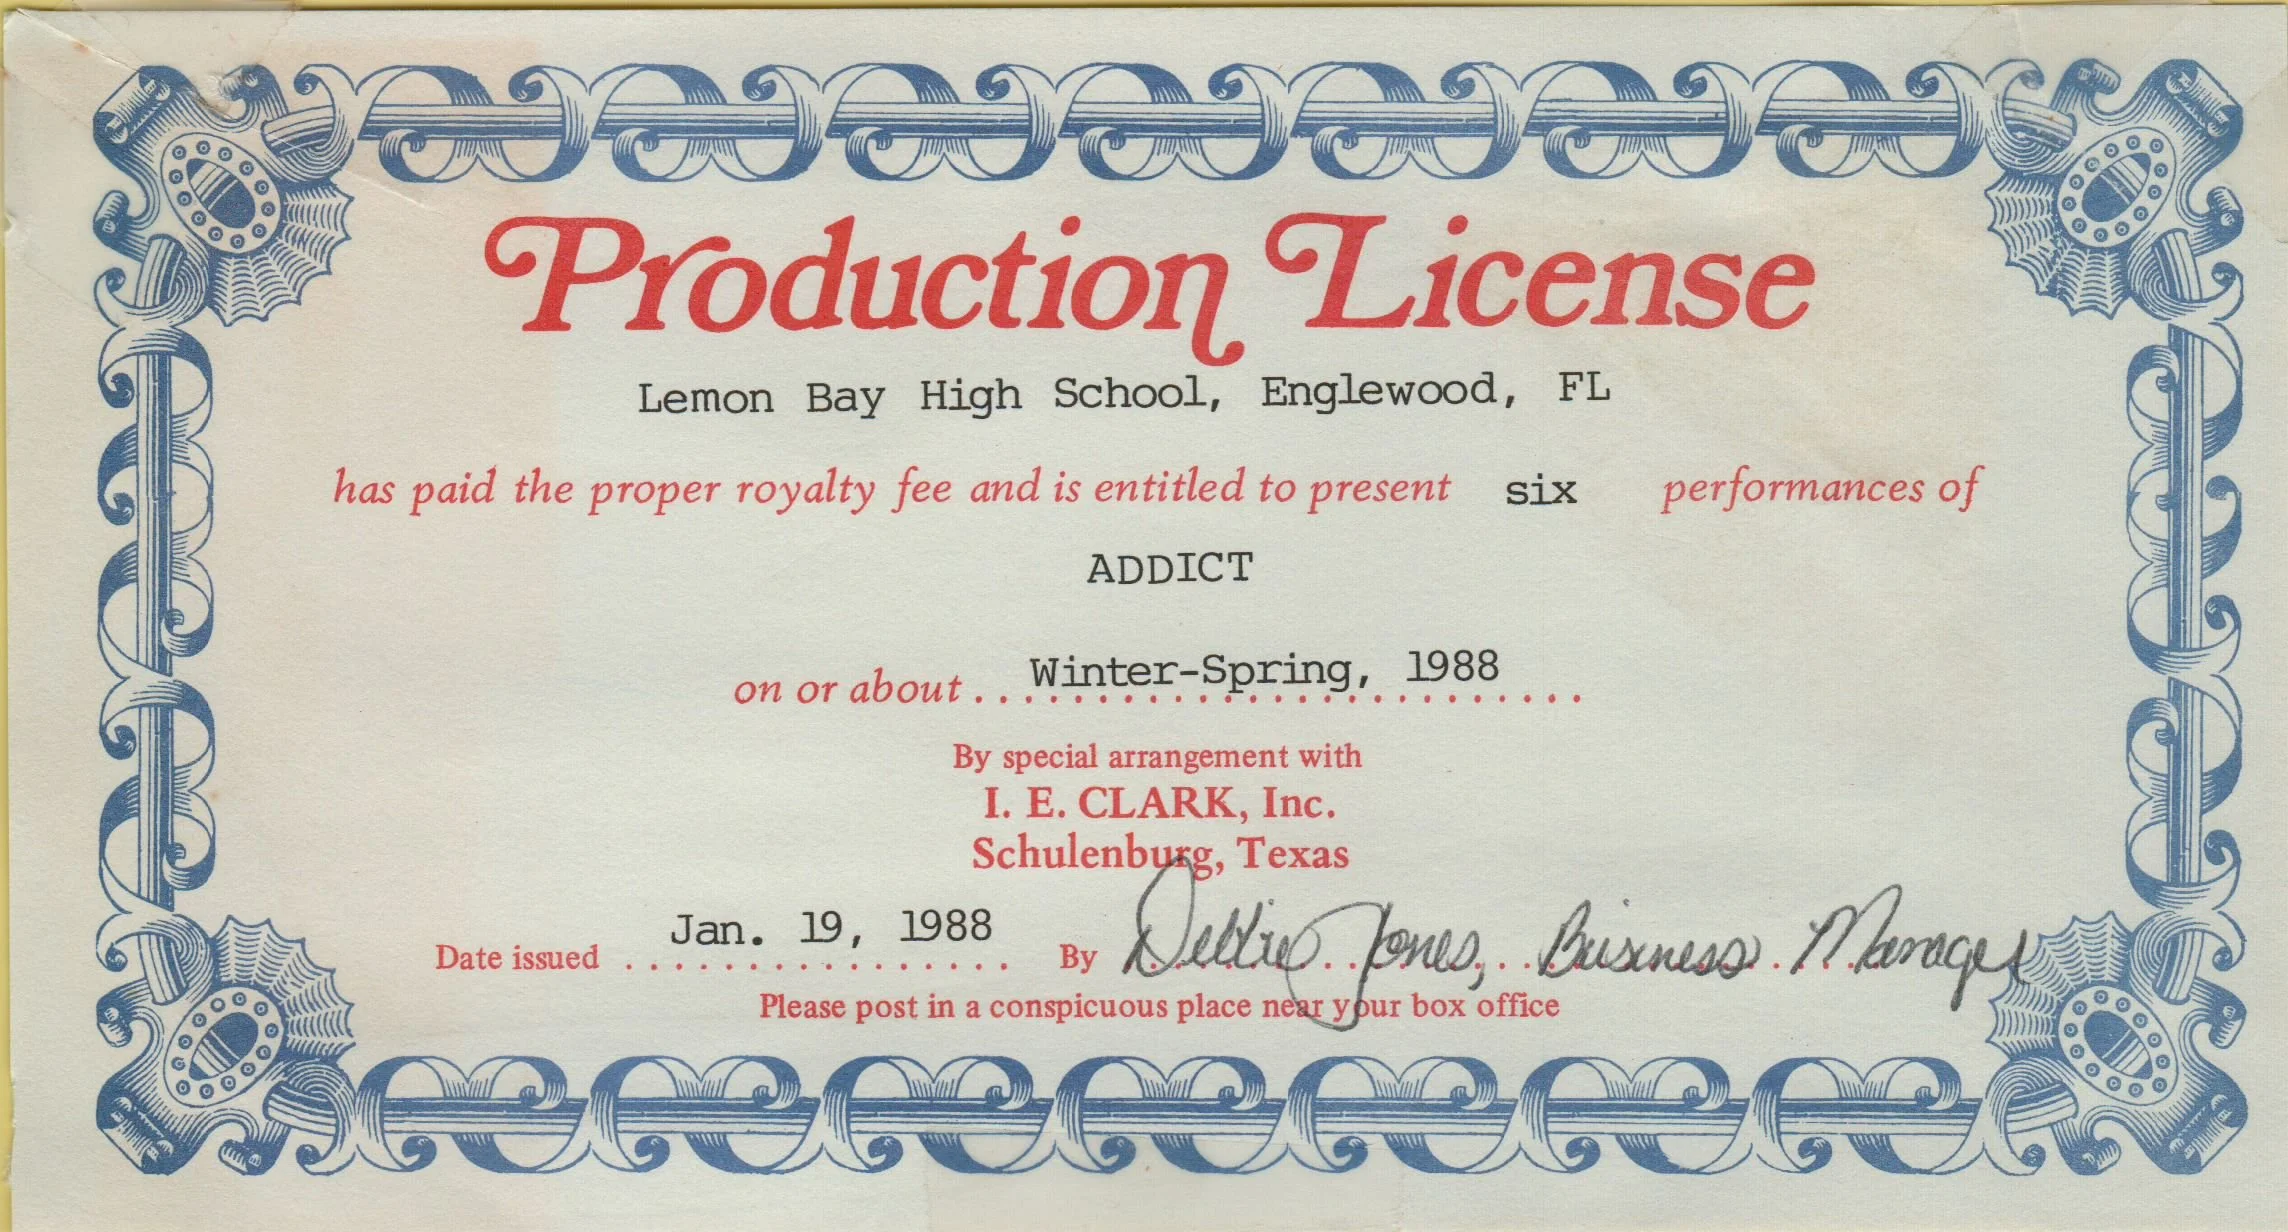 Production License
Lemon Bay High School, Englewood, FL
has paid the proper royalty fee and is entitled to present six performances of
ADDICT
on or about.........................Winter-Spring, 1988
By special arrangement with
I. E. CLARK, Inc.
Schulenburg, Texas
Date issued ................ Jan. 19, 1988 By Debbie Jones, Business Manager
Please post in a conspicuous place near your box office